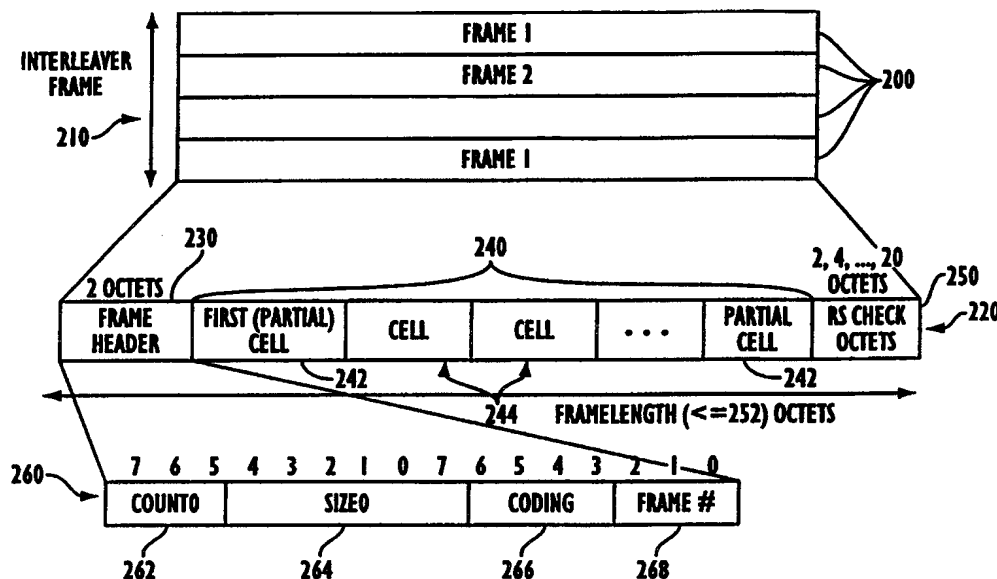 FRAME 1
INTERLEAVER
FRAME
FRAME 2
200
210
FRAME 1
230
240
2, 4, ..., 20
OCTETS
2 OCTETS
250
FRAME
HEADER
FIRST (PARTIAL)
CELL
CELL
CELL
...
PARTIAL
CELL
RS CHECK
OCTETS
220
242
244
242
FRAMELENGTH (<=252) OCTETS
7 6 5 4 3 2 1 0 7 6 5 4 3 2 1 0
260
COUNT0 SIZE0 CODING FRAME #
262 264 266 268